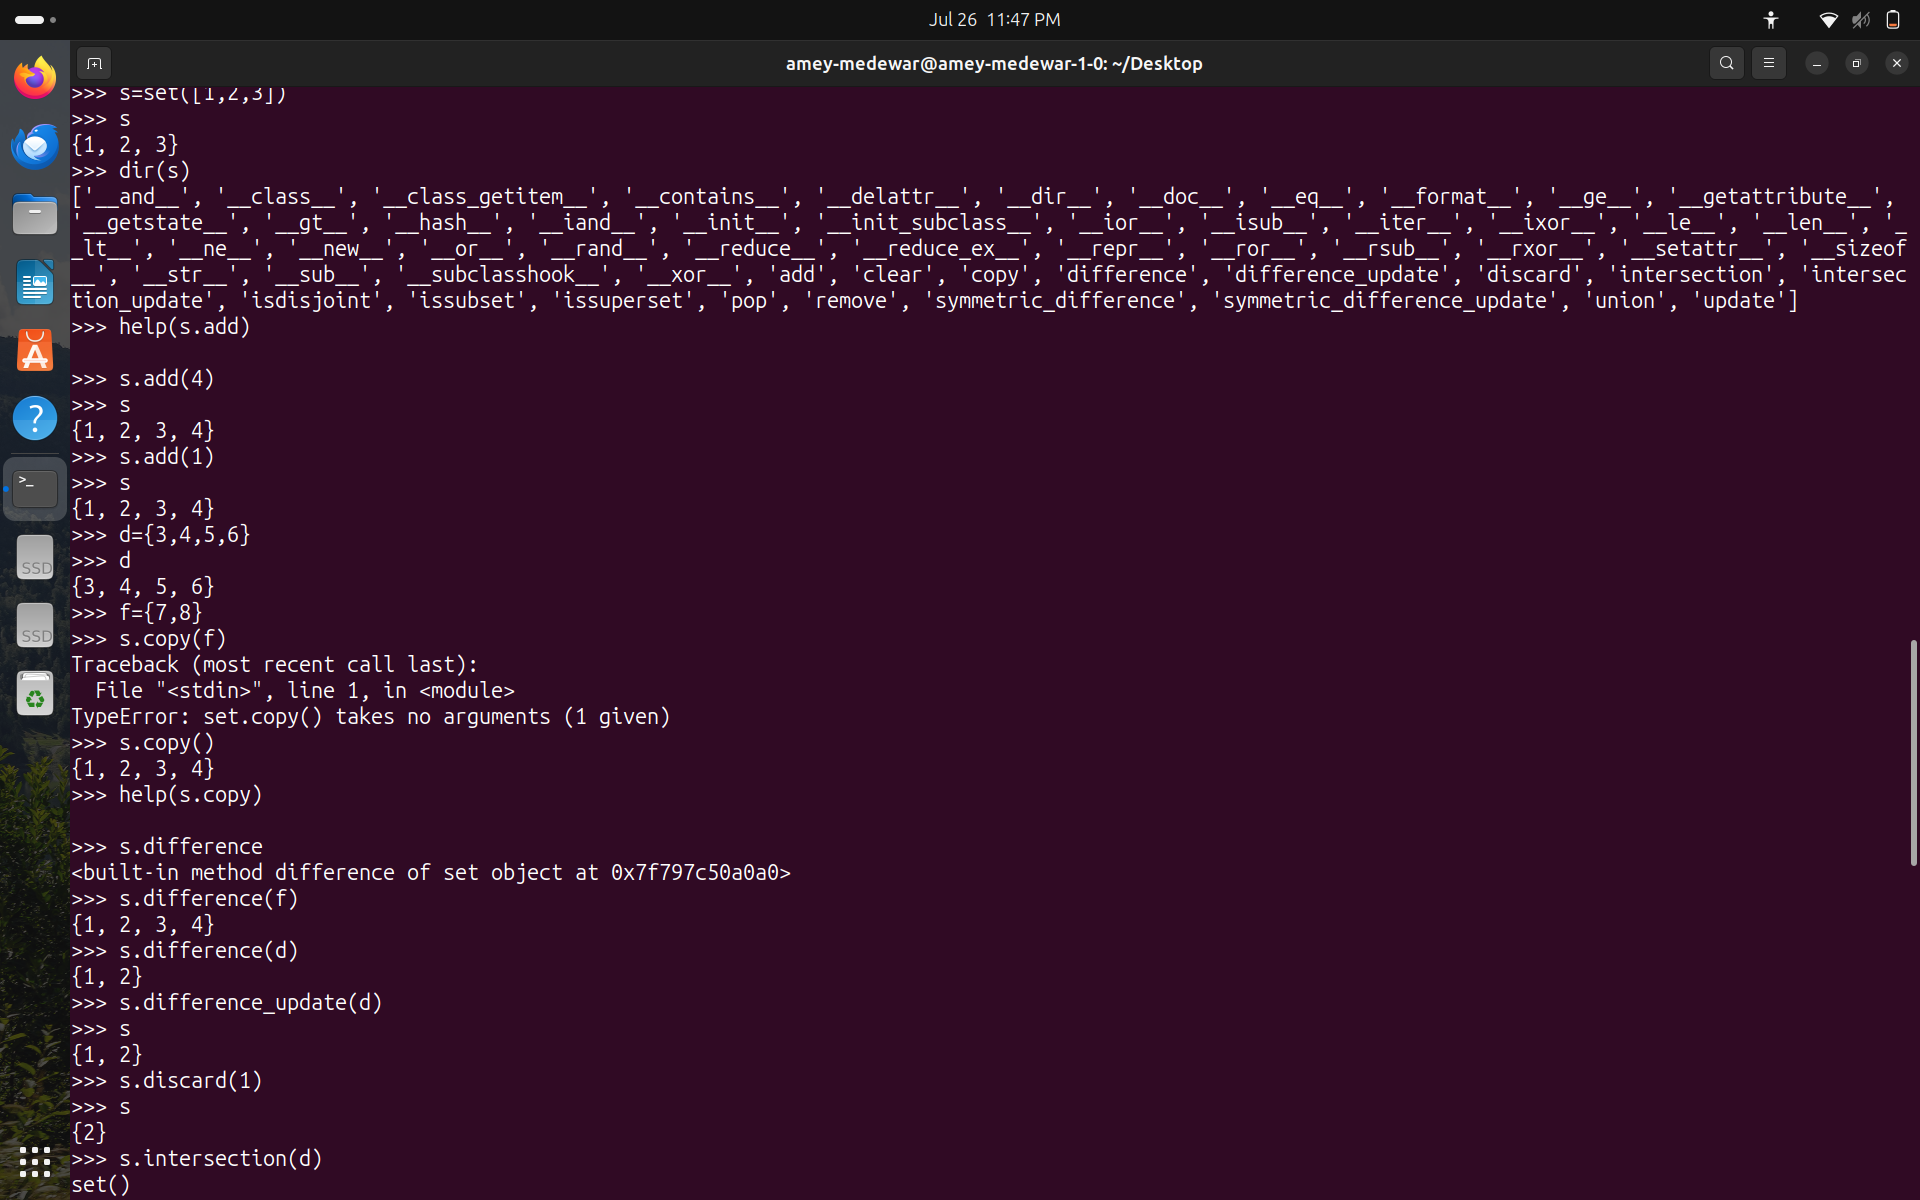 Jul 26 11:47 PM
amey-medewar@amey-medewar-1-0: ~/Desktop
>>> s=set([1,2,3])
>>> s
{1, 2, 3}
>>> dir(s)
['__and__', '__class__', '__class_getitem__', '__contains__', '__delattr__', '__dir__', '__doc__', '__eq__', '__format__', '__ge__', '__getattribute__',
'__getstate__', '__gt__', '__hash__', '__iand__', '__init__', '__init_subclass__', '__ior__', '__isub__', '__iter__', '__ixor__', '__le__', '__len__', '_
_lt__', '__ne__', '__new__', '__or__', '__rand__', '__reduce__', '__reduce_ex__', '__repr__', '__ror__', '__rsub__', '__rxor__', '__setattr__', '__sizeof
__', '__str__', '__sub__', '__subclasshook__', '__xor__', 'add', 'clear', 'copy', 'difference', 'difference_update', 'discard', 'intersection', 'intersec
tion_update', 'isdisjoint', 'issubset', 'issuperset', 'pop', 'remove', 'symmetric_difference', 'symmetric_difference_update', 'union', 'update']
>>> help(s.add)
>>> s.add(4)
>>> s
{1, 2, 3, 4}
>>> s.add(1)
>>> s
{1, 2, 3, 4}
>>> d={3,4,5,6}
>>> d
{3, 4, 5, 6}
>>> f={7,8}
>>> s.copy(f)
Traceback (most recent call last):
  File "<stdin>", line 1, in <module>
TypeError: set.copy() takes no arguments (1 given)
>>> s.copy()
{1, 2, 3, 4}
>>> help(s.copy)
>>> s.difference
<built-in method difference of set object at 0x7f797c50a0a0>
>>> s.difference(f)
{1, 2, 3, 4}
>>> s.difference(d)
{1, 2}
>>> s.difference_update(d)
>>> s
{1, 2}
>>> s.discard(1)
>>> s
{2}
>>> s.intersection(d)
set()
SSD
SSD